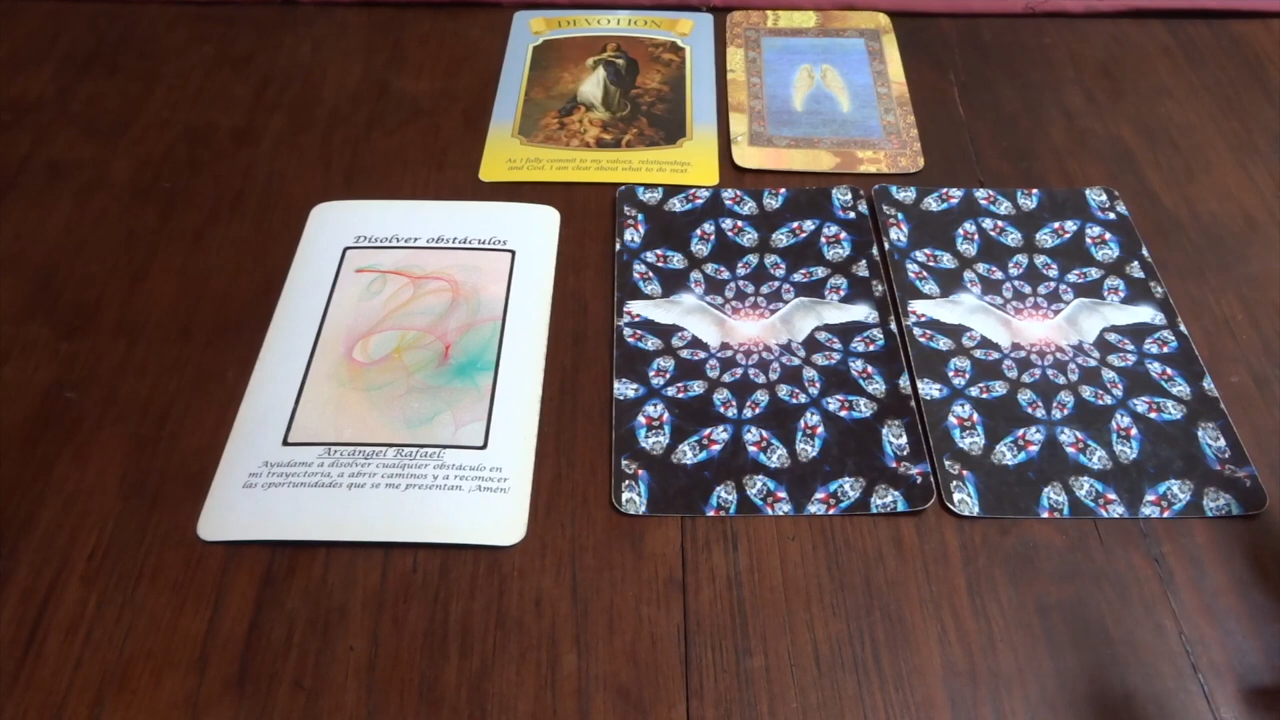 DEVOTION
As I fully commit to my values, relationships,
and God, I am clear about what to do next.
Disolver obstáculos
Arcángel Rafael:
Ayúdame a disolver cualquier obstáculo en
mi trayectoria, a abrir caminos y a reconocer
las oportunidades que se me presentan. ¡Amén!